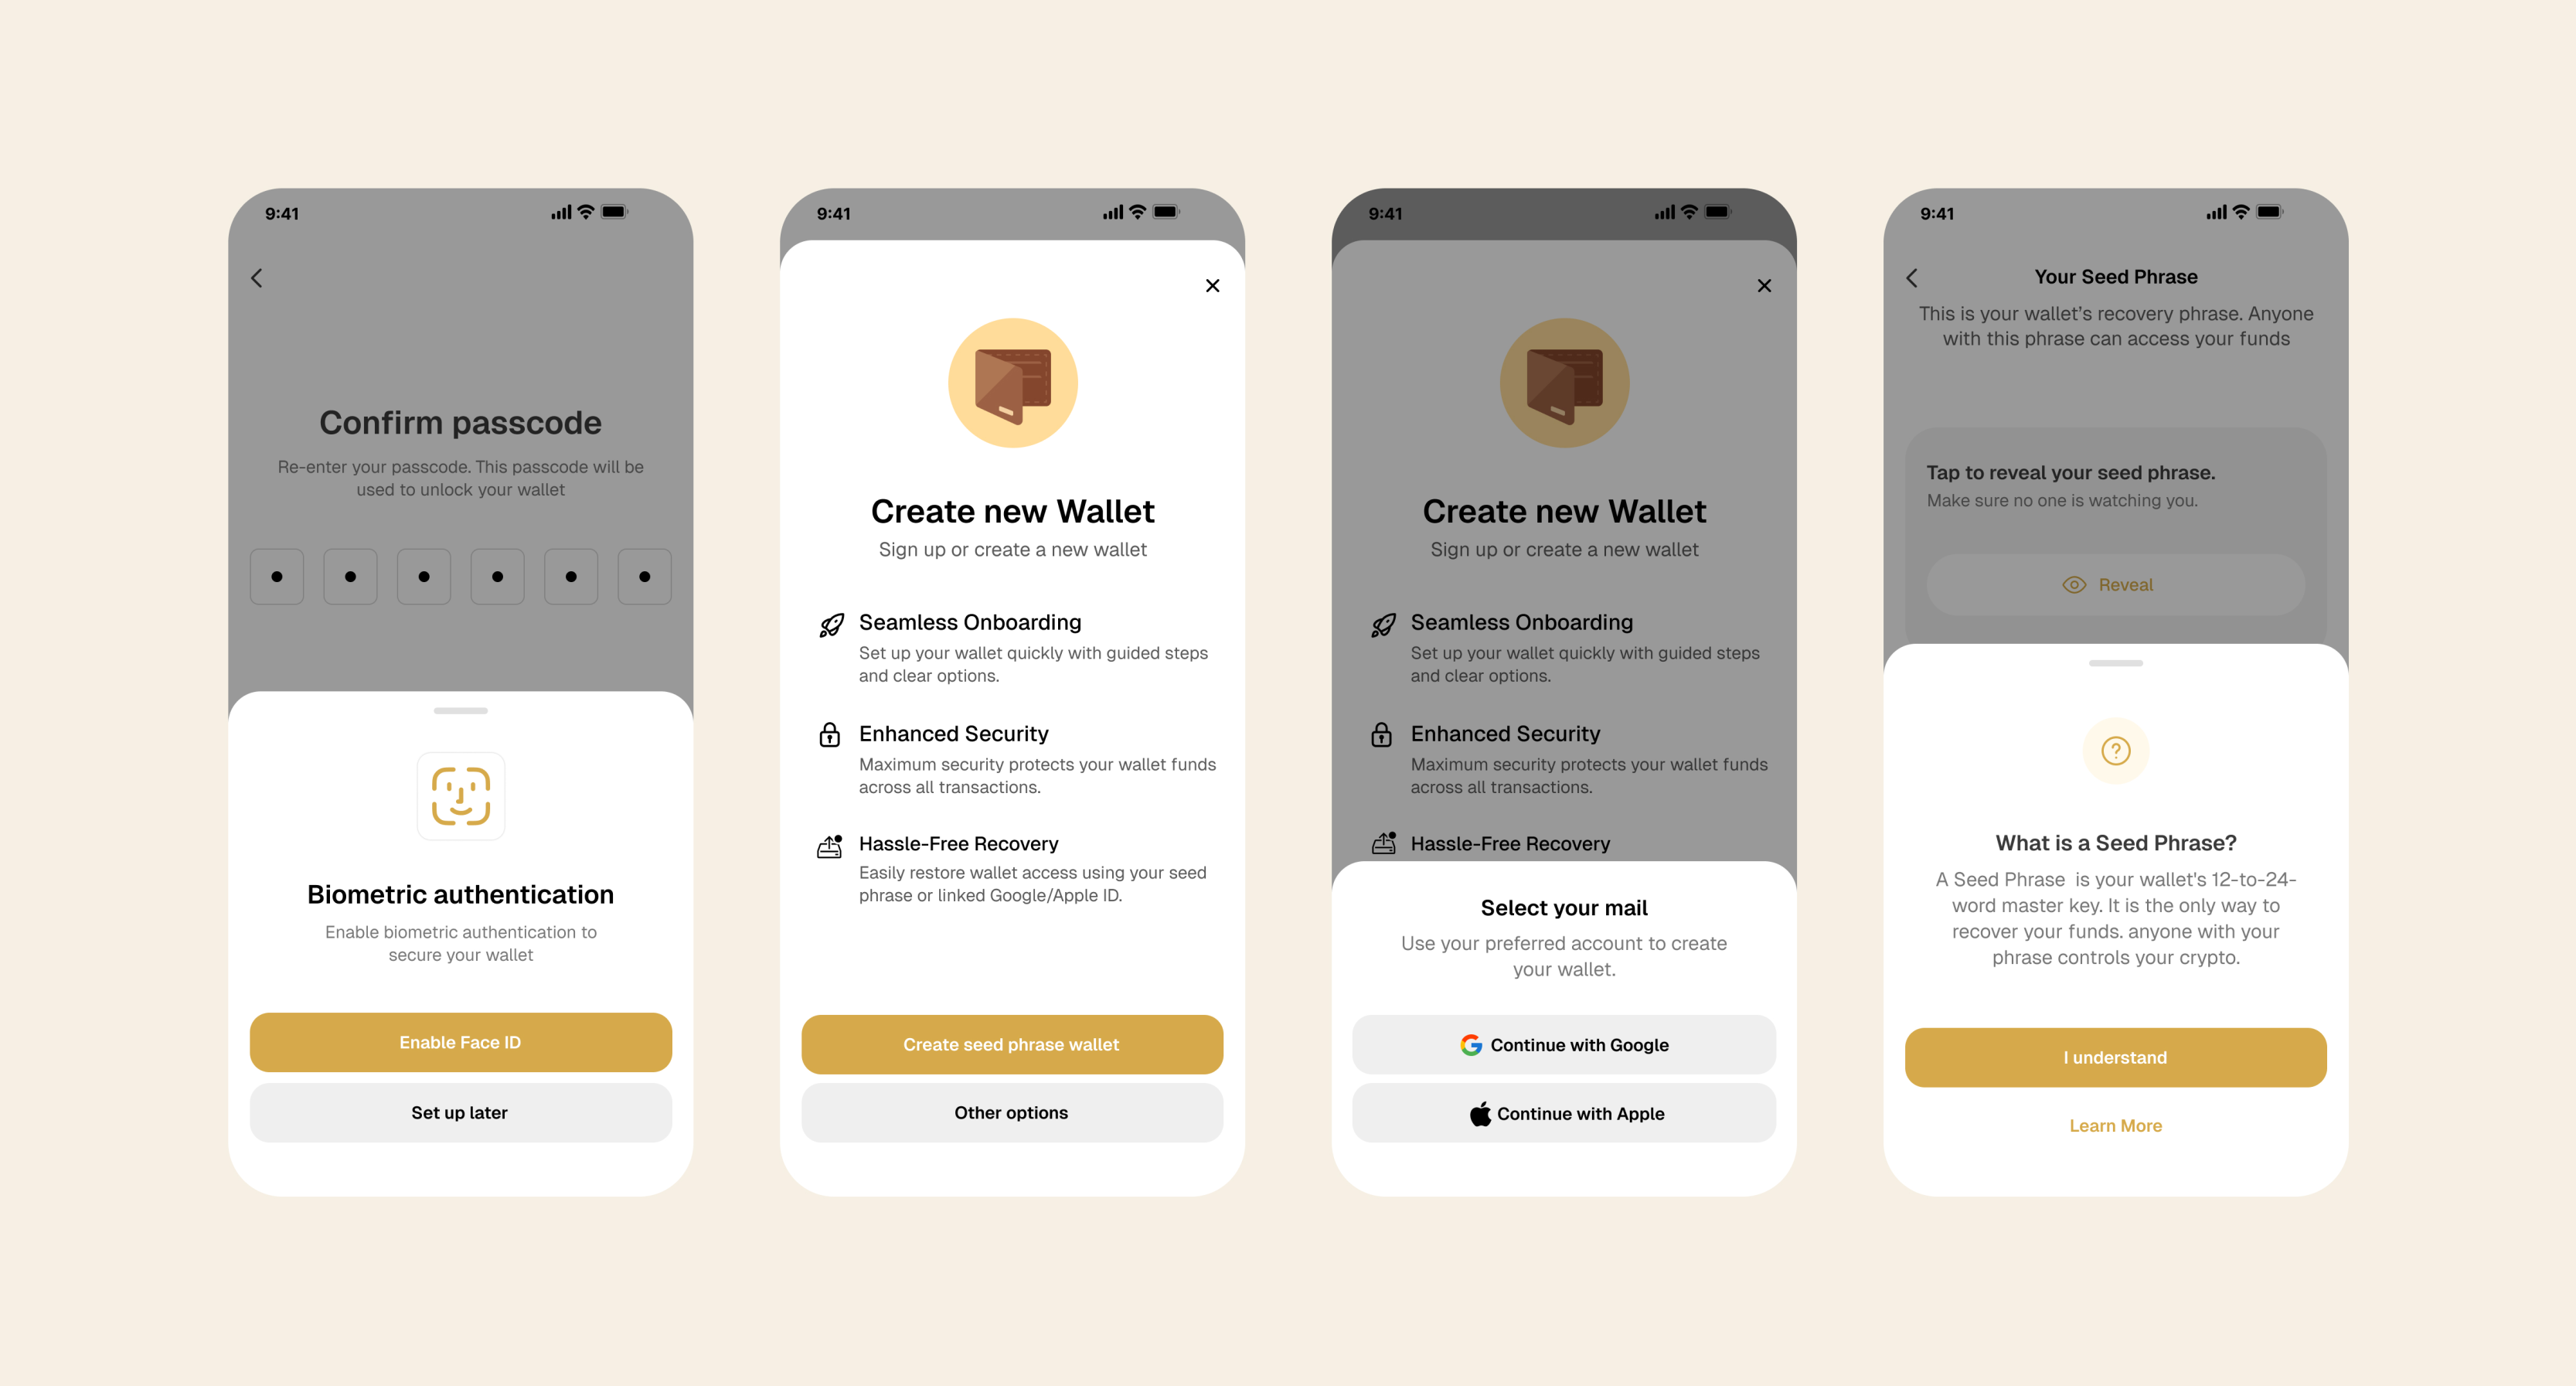 9:41
Confirm passcode
Re-enter your passcode. This passcode will be
used to unlock your wallet
Biometric authentication
Enable biometric authentication to
secure your wallet
Enable Face ID
Set up later
9:41
Create new Wallet
Sign up or create a new wallet
Seamless Onboarding
Set up your wallet quickly with guided steps
and clear options.
Enhanced Security
Maximum security protects your wallet funds
across all transactions.
Hassle-Free Recovery
Easily restore wallet access using your seed
phrase or linked Google/Apple ID.
Create seed phrase wallet
Other options
9:41
Create new Wallet
Sign up or create a new wallet
Seamless Onboarding
Set up your wallet quickly with guided steps
and clear options.
Enhanced Security
Maximum security protects your wallet funds
across all transactions.
Hassle-Free Recovery
Select your mail
Use your preferred account to create
your wallet.
Continue with Google
Continue with Apple
9:41
Your Seed Phrase
This is your wallet’s recovery phrase. Anyone
with this phrase can access your funds
Tap to reveal your seed phrase.
Make sure no one is watching you.
Reveal
What is a Seed Phrase?
A Seed Phrase  is your wallet's 12-to-24-
word master key. It is the only way to
recover your funds. anyone with your
phrase controls your crypto.
I understand
Learn More